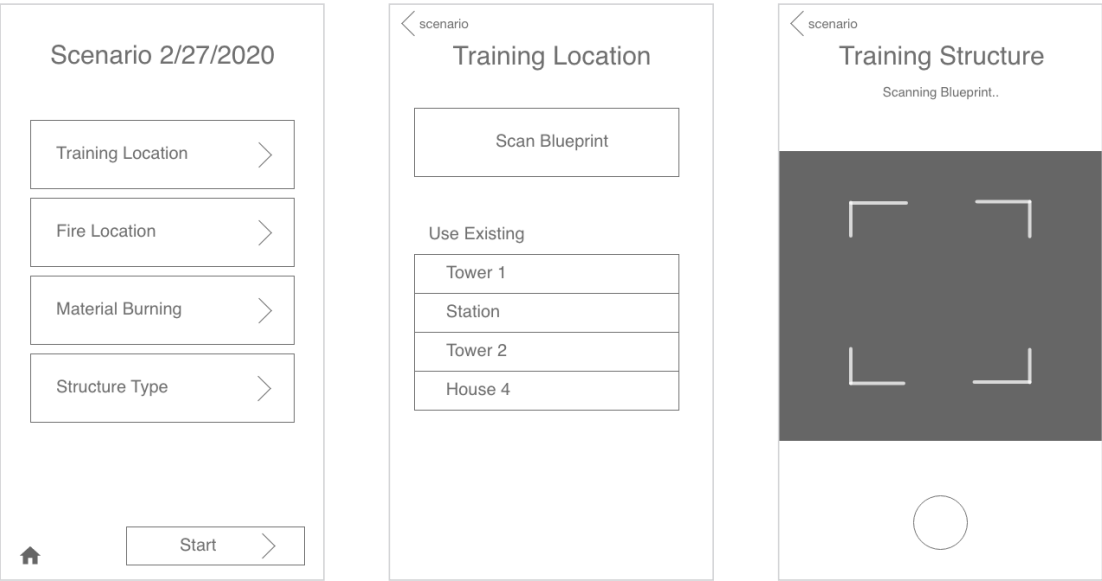 Scenario 2/27/2020
Training Location
Fire Location
Material Burning
Structure Type
Start
scenario
Training Location
Scan Blueprint
Use Existing
Tower 1
Station
Tower 2
House 4
scenario
Training Structure
Scanning Blueprint..